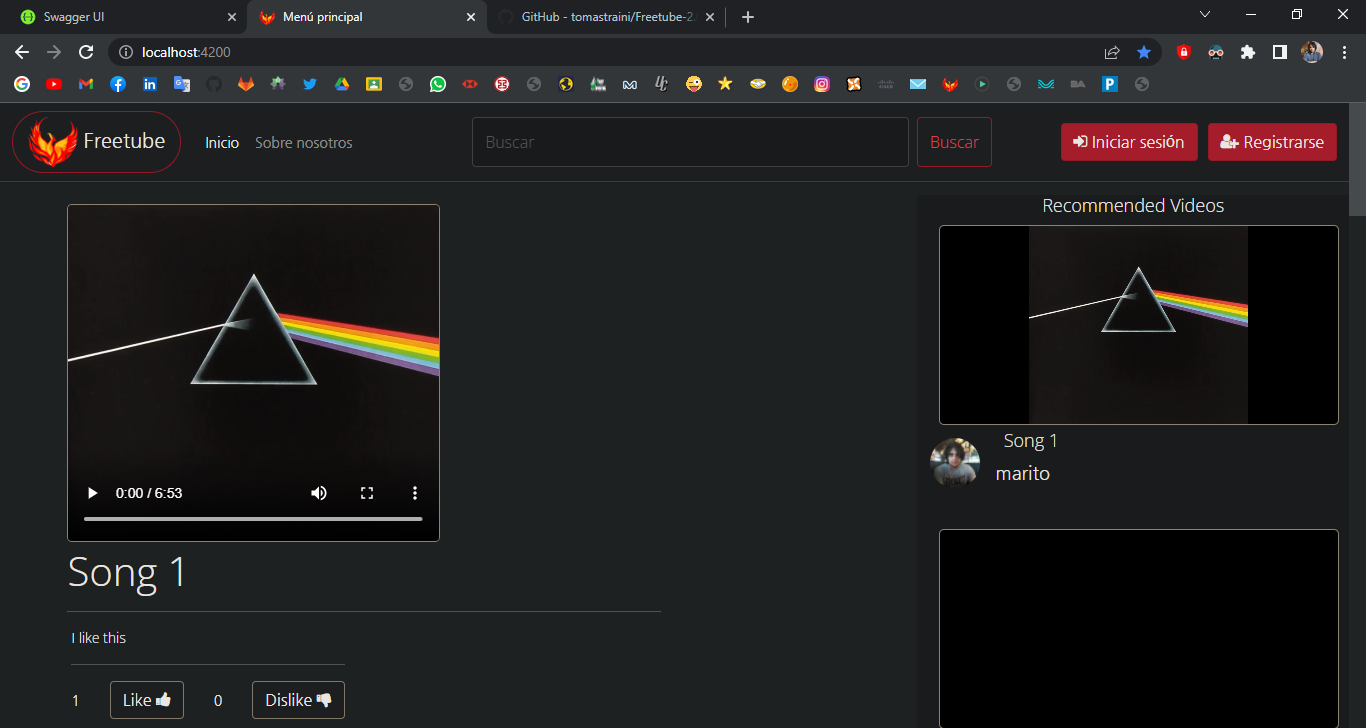 Swagger UI
Menú principal
GitHub - tomastraini/Freetube-2.
localhost:4200
Freetube
Inicio
Sobre nosotros
Buscar
Buscar
Iniciar sesión
Registrarse
0:00 / 6:53
Song 1
I like this
1
Like
0
Dislike
Recommended Videos
Song 1
marito